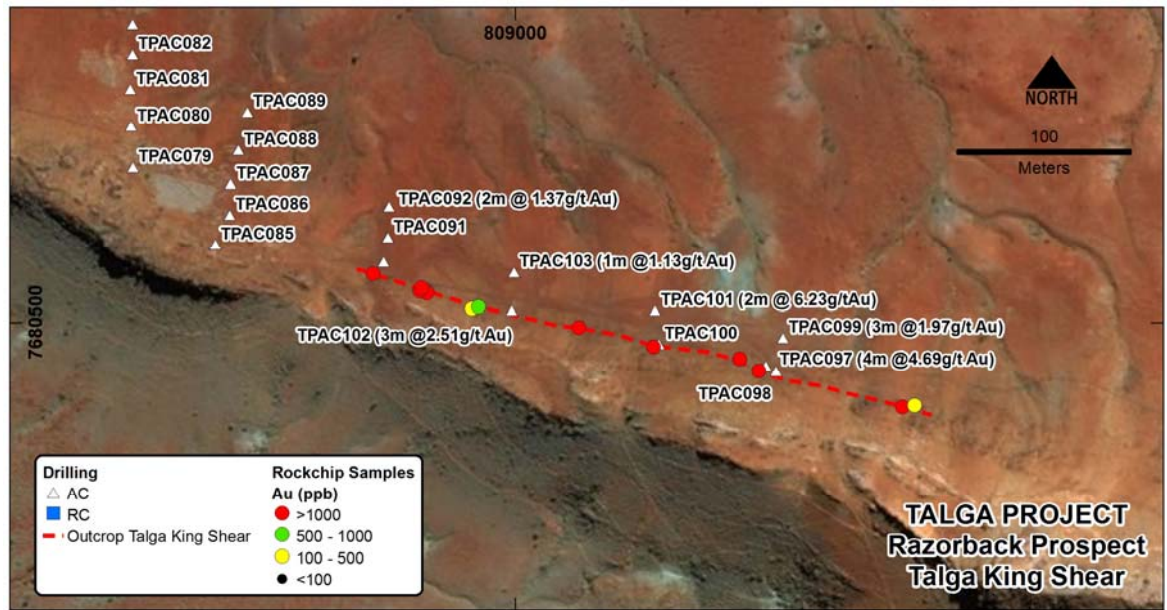 809000
TPAC082
TPAC081
TPAC080
TPAC079
TPAC089
TPAC088
TPAC087
TPAC086
TPAC085
NORTH
100
Meters
TPAC092 (2m @ 1.37g/t Au)
TPAC091
TPAC103 (1m @1.13g/t Au)
TPAC101 (2m @ 6.23g/tAu)
TPAC102 (3m @2.51g/t Au)
TPAC100
TPAC099 (3m @1.97g/t Au)
TPAC097 (4m @4.69g/t Au)
TPAC098
7680500
Drilling
AC
RC
Outcrop Talga King Shear
Rockchip Samples
Au (ppb)
>1000
500 - 1000
100 - 500
<100
TALGA PROJECT
Razorback Prospect
Talga King Shear